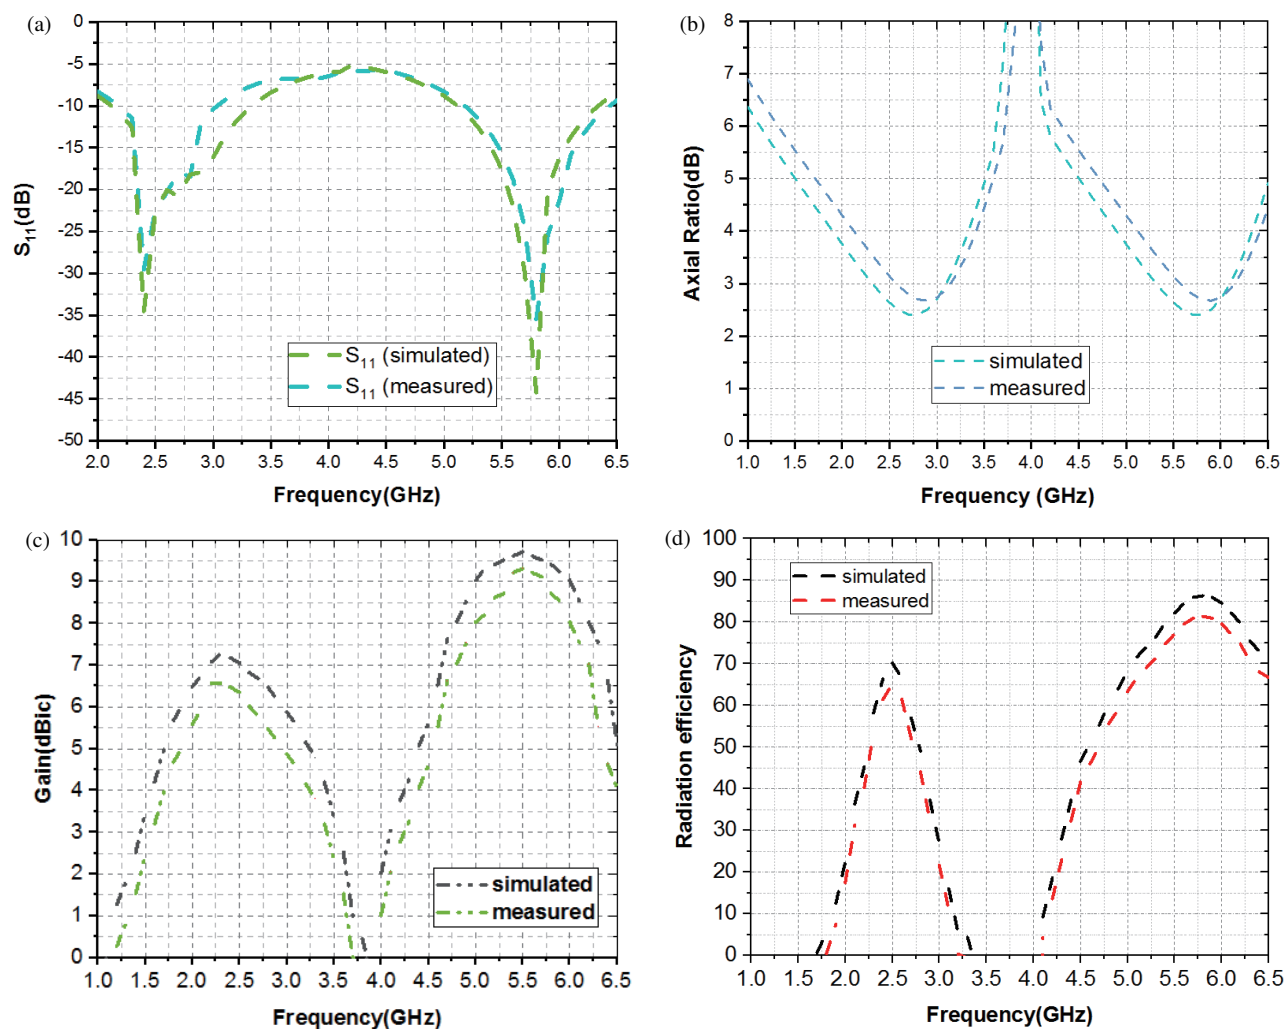 (a)
0
-5
-10
-15
-20
-25
-30
-35
-40
-45
-50
S11(dB)
S11 (simulated)
S11 (measured)
2.0 2.5 3.0 3.5 4.0 4.5 5.0 5.5 6.0 6.5
Frequency(GHz)
(b)
8
7
6
5
4
3
2
1
0
Axial Ratio(dB)
simulated
measured
1.0 1.5 2.0 2.5 3.0 3.5 4.0 4.5 5.0 5.5 6.0 6.5
Frequency (GHz)
(c)
10
9
8
7
6
5
4
3
2
1
0
Gain(dBic)
simulated
measured
1.0 1.5 2.0 2.5 3.0 3.5 4.0 4.5 5.0 5.5 6.0 6.5
Frequency(GHz)
(d)
100
90
80
70
60
50
40
30
20
10
0
Radiation efficiency
simulated
measured
1.0 1.5 2.0 2.5 3.0 3.5 4.0 4.5 5.0 5.5 6.0 6.5
Frequency(GHz)